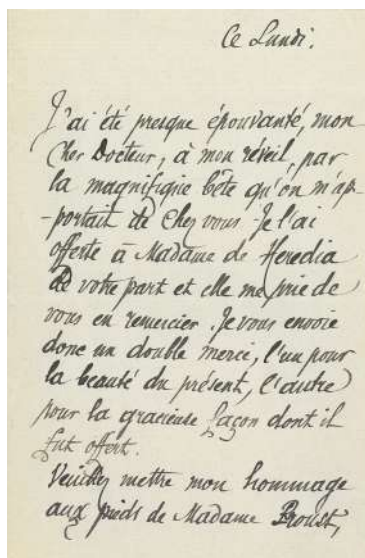 Ce Lundi.
J'ai été presque épouvanté, mon
Cher Docteur, à mon réveil, par
la magnifique bête qu'on m'ap-
-portait de chez vous. Je l'ai
offerte à Madame de Heredia
de votre part et elle me prie de
vous en remercier. Je vous envoie
donc un double merci, l'un pour
la beauté du présent, l'autre
pour la gracieuse façon dont il
fut offert.
Veuillez mettre mon hommage
aux pieds de Madame Proust,